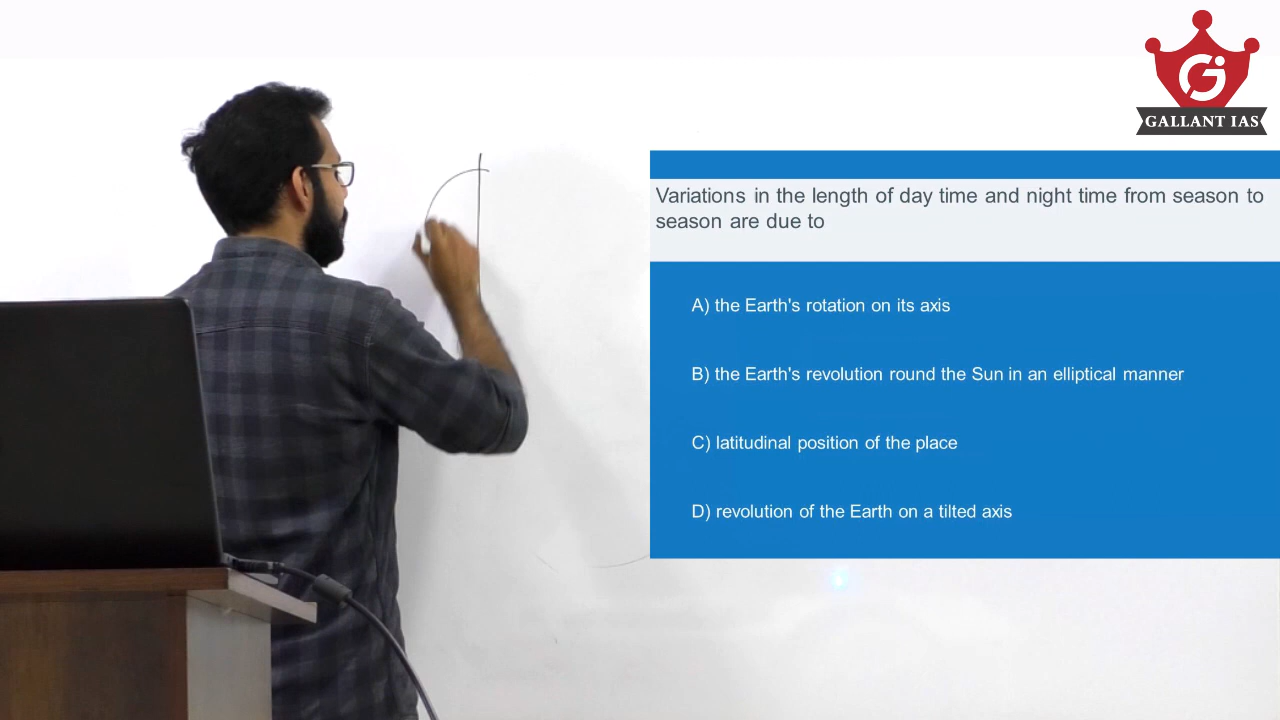 GALLANT IAS
Variations in the length of day time and night time from season to
season are due to
A) the Earth's rotation on its axis
B) the Earth's revolution round the Sun in an elliptical manner
C) latitudinal position of the place
D) revolution of the Earth on a tilted axis